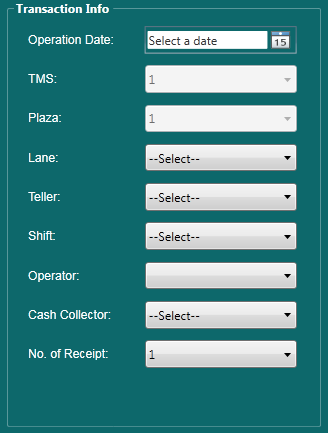 Transaction Info
Operation Date: Select a date 15
TMS: 1
Plaza: 1
Lane: --Select--
Teller: --Select--
Shift: --Select--
Operator:
Cash Collector: --Select--
No. of Receipt: 1